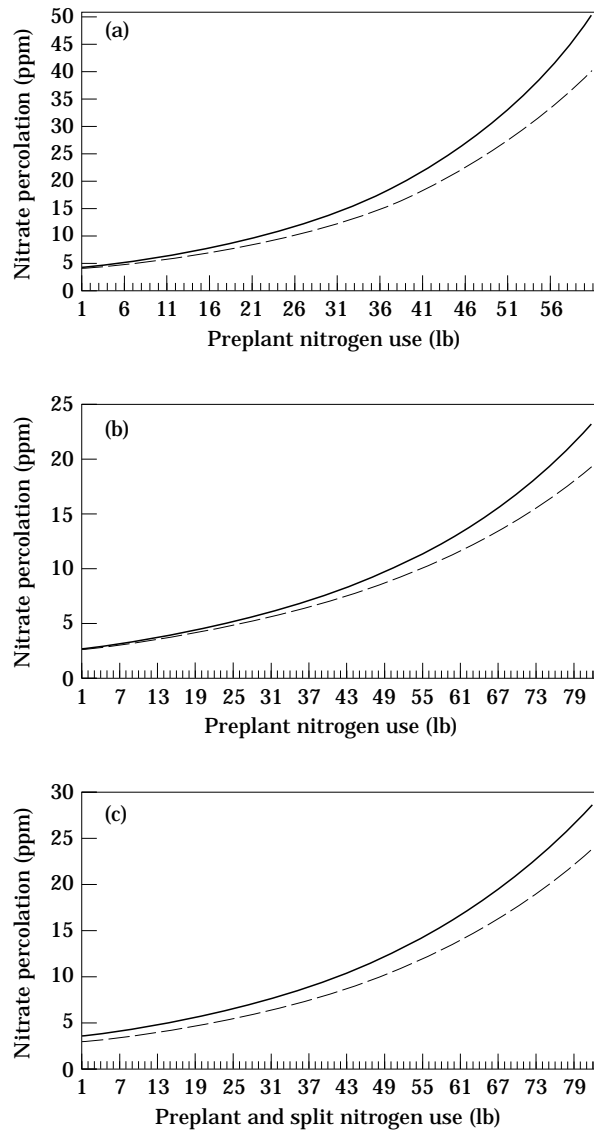 (a)
Nitrate percolation (ppm)
50
45
40
35
30
25
20
15
10
5
0
1 6 11 16 21 26 31 36 41 46 51 56
Preplant nitrogen use (lb)
(b)
Nitrate percolation (ppm)
25
20
15
10
5
0
1 7 13 19 25 31 37 43 49 55 61 67 73 79
Preplant nitrogen use (lb)
(c)
Nitrate percolation (ppm)
30
25
20
15
10
5
0
1 7 13 19 25 31 37 43 49 55 61 67 73 79
Preplant and split nitrogen use (lb)